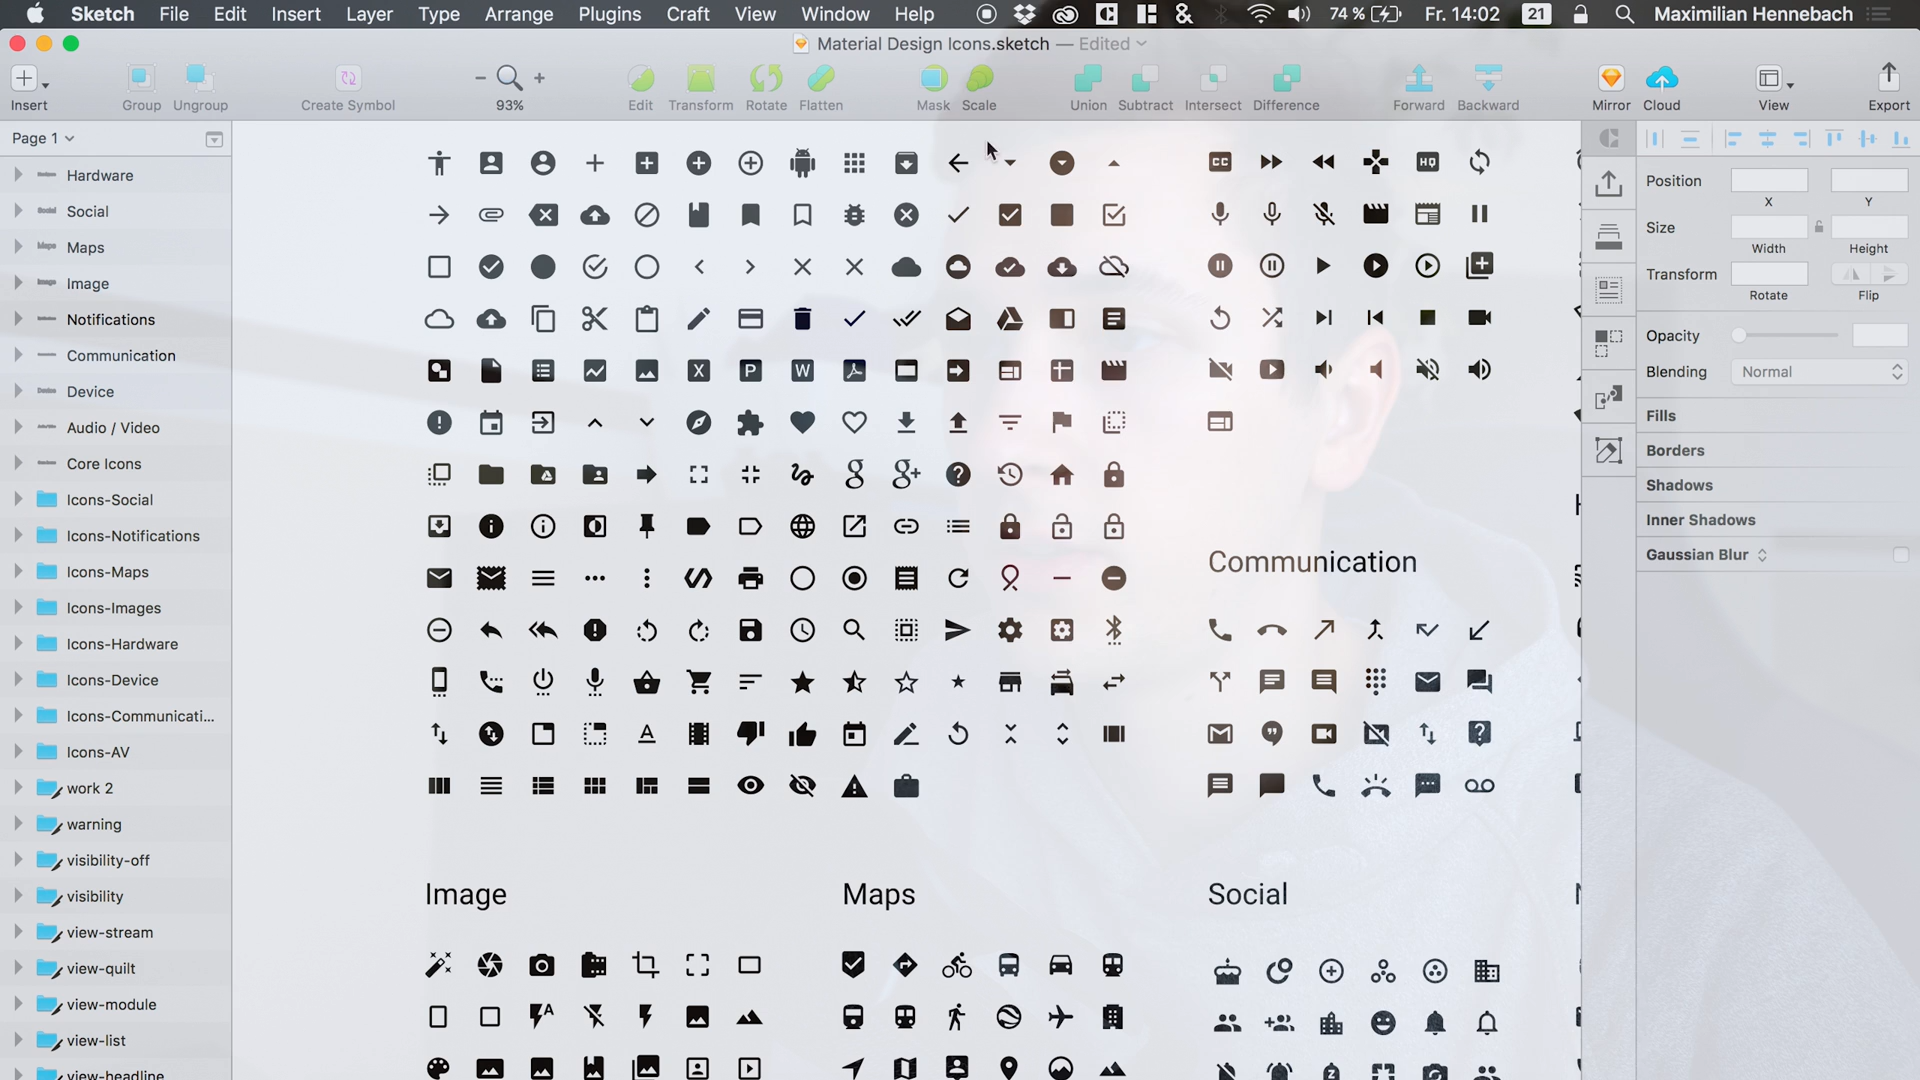 Sketch File Edit Insert Layer Type Arrange Plugins Craft View Window Help 74 % Fr. 14:02 21 Maximilian Hennebach
Material Design Icons.sketch — Edited
Insert Group Ungroup Create Symbol 93% Edit Transform Rotate Flatten Mask Scale Union Subtract Intersect Difference Forward Backward Mirror Cloud View Export
Page 1
Hardware
Social
Maps
Image
Notifications
Communication
Device
Audio / Video
Core Icons
Icons-Social
Icons-Notifications
Icons-Maps
Icons-Images
Icons-Hardware
Icons-Device
Icons-Communicati...
Icons-AV
work 2
warning
visibility-off
visibility
view-stream
view-quilt
view-module
view-list
view-headline
CC
HQ
X P W
g g+
Communication
Image Maps Social
Position
X Y
Size
Width Height
Transform
Rotate Flip
Opacity
Blending Normal
Fills
Borders
Shadows
Inner Shadows
Gaussian Blur